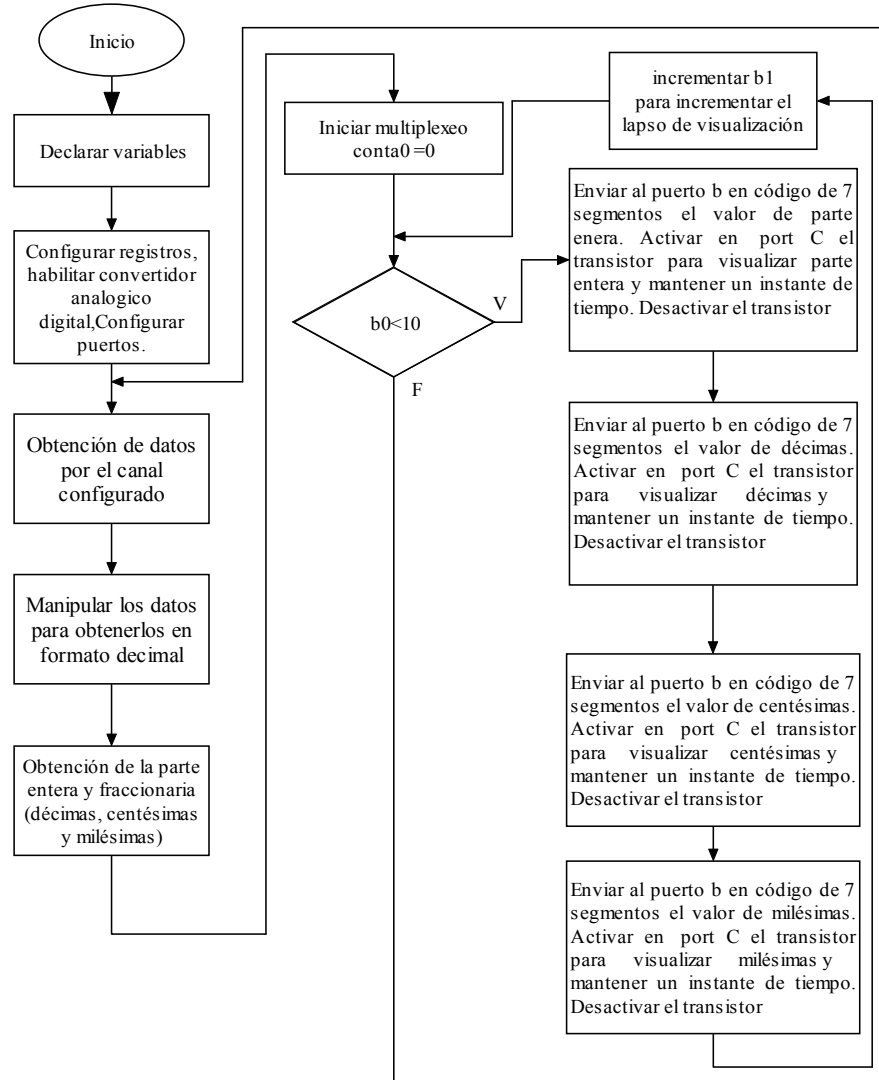 Inicio
Declarar variables
Configurar registros,
habilitar convertidor
analogico
digital,Configurar
puertos.
Obtención de datos
por el canal
configurado
Manipular los datos
para obtenerlos en
formato decimal
Obtención de la parte
entera y fraccionaria
(décimas, centésimas
y milésimas)
Iniciar multiplexeo
conta0 =0
b0<10
V
F
incrementar b1
para incrementar el
lapso de visualización
Enviar al puerto b en código de 7
segmentos el valor de parte
enera. Activar en port C el
transistor para visualizar parte
entera y mantener un instante de
tiempo. Desactivar el transistor
Enviar al puerto b en código de 7
segmentos el valor de décimas.
Activar en port C el transistor
para visualizar décimas y
mantener un instante de tiempo.
Desactivar el transistor
Enviar al puerto b en código de 7
segmentos el valor de centésimas.
Activar en port C el transistor
para visualizar centésimas y
mantener un instante de tiempo.
Desactivar el transistor
Enviar al puerto b en código de 7
segmentos el valor de milésimas.
Activar en port C el transistor
para visualizar milésimas y
mantener un instante de tiempo.
Desactivar el transistor